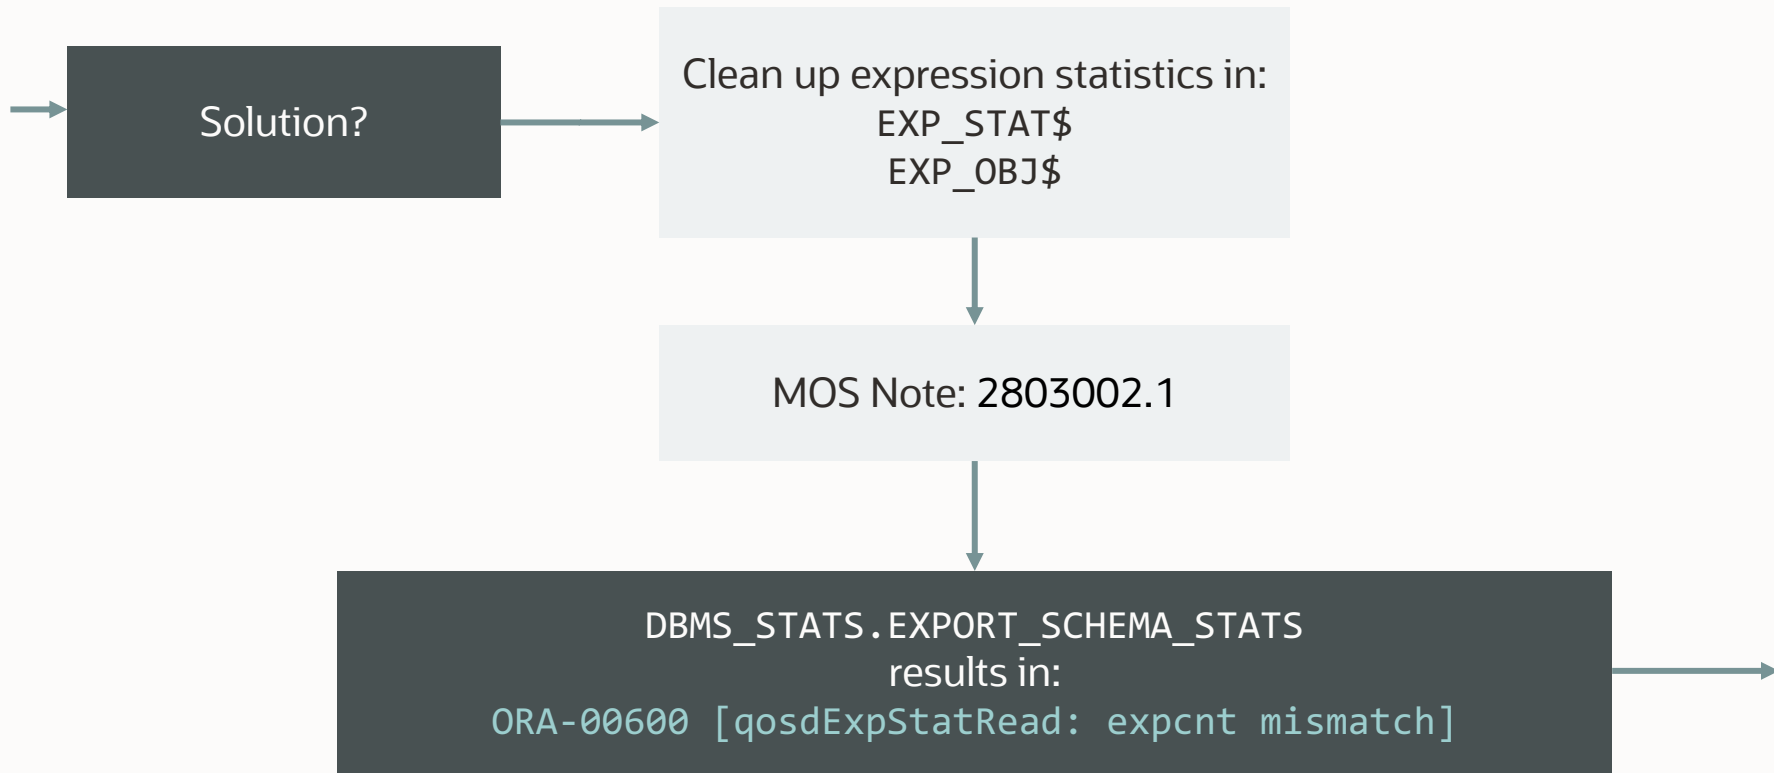 Solution?
Clean up expression statistics in:
EXP_STAT$
EXP_OBJ$
MOS Note: 2803002.1
DBMS_STATS.EXPORT_SCHEMA_STATS
results in:
ORA-00600 [qosdExpStatRead: expcnt mismatch]